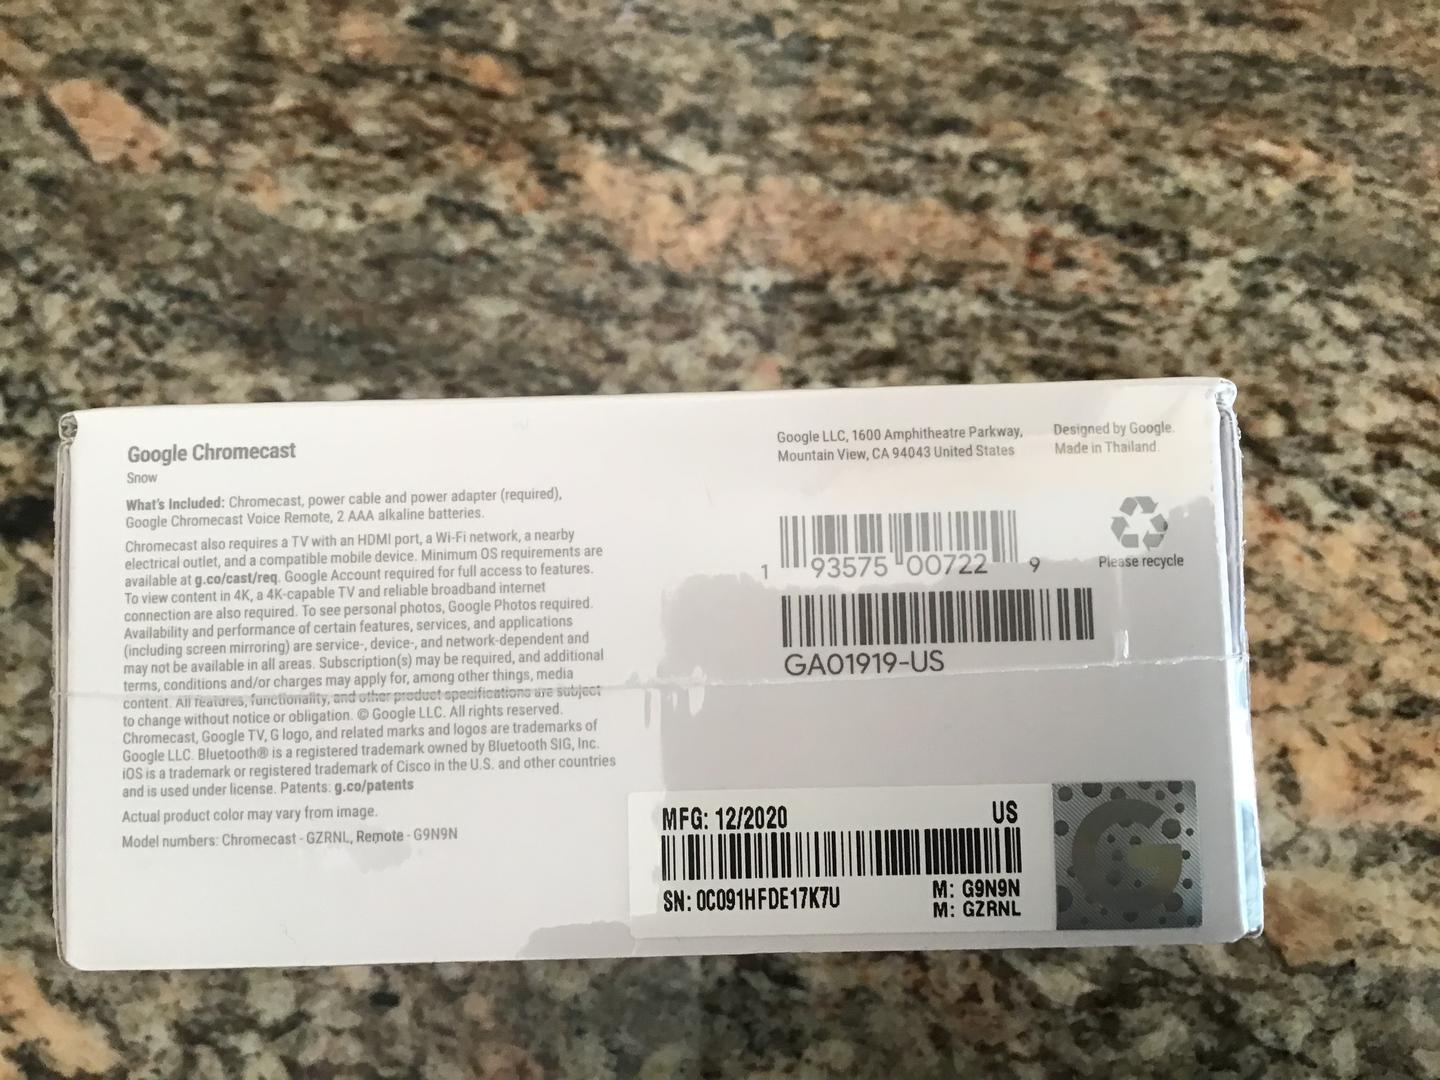 Google Chromecast
Snow
What's Included: Chromecast, power cable and power adapter (required),
Google Chromecast Voice Remote, 2 AAA alkaline batteries.
Chromecast also requires a TV with an HDMI port, a Wi-Fi network, a nearby
electrical outlet, and a compatible mobile device. Minimum OS requirements are
available at g.co/cast/req. Google Account required for full access to features.
To view content in 4K, a 4K-capable TV and reliable broadband internet
connection are also required. To see personal photos, Google Photos required.
Availability and performance of certain features, services, and applications
(including screen mirroring) are service-, device-, and network-dependent and
may not be available in all areas. Subscription(s) may be required, and additional
terms, conditions and/or charges may apply for, among other things, media
content. All features, functionality, and other product specifications are subject
to change without notice or obligation. © Google LLC. All rights reserved.
Chromecast, Google TV, G logo, and related marks and logos are trademarks of
Google LLC. Bluetooth® is a registered trademark owned by Bluetooth SIG, Inc.
iOS is a trademark or registered trademark of Cisco in the U.S. and other countries
and is used under license. Patents: g.co/patents
Actual product color may vary from image.
Model numbers: Chromecast - GZRNL, Remote - G9N9N
Google LLC, 1600 Amphitheatre Parkway,
Mountain View, CA 94043 United States
Designed by Google.
Made in Thailand.
1 93575 00722 9
Please recycle
GA01919-US
MFG: 12/2020 US
SN: 0C091HFDE17K7U M: G9N9N
M: GZRNL
G